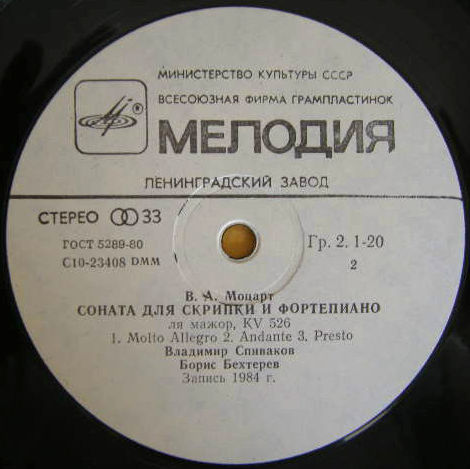 МИНИСТЕРСТВО КУЛЬТУРЫ СССР
ВСЕСОЮЗНАЯ ФИРМА ГРАМПЛАСТИНОК
МЕЛОДИЯ
ЛЕНИНГРАДСКИЙ ЗАВОД
СТЕРЕО 33
ГОСТ 5289-80
С10-23408 DMM
Гр. 2. 1-20
2
В. А. Моцарт
СОНАТА ДЛЯ СКРИПКИ И ФОРТЕПИАНО
ля мажор, KV 526
1. Molto Allegro 2. Andante 3. Presto
Владимир Спиваков
Борис Бехтерев
Запись 1984 г.